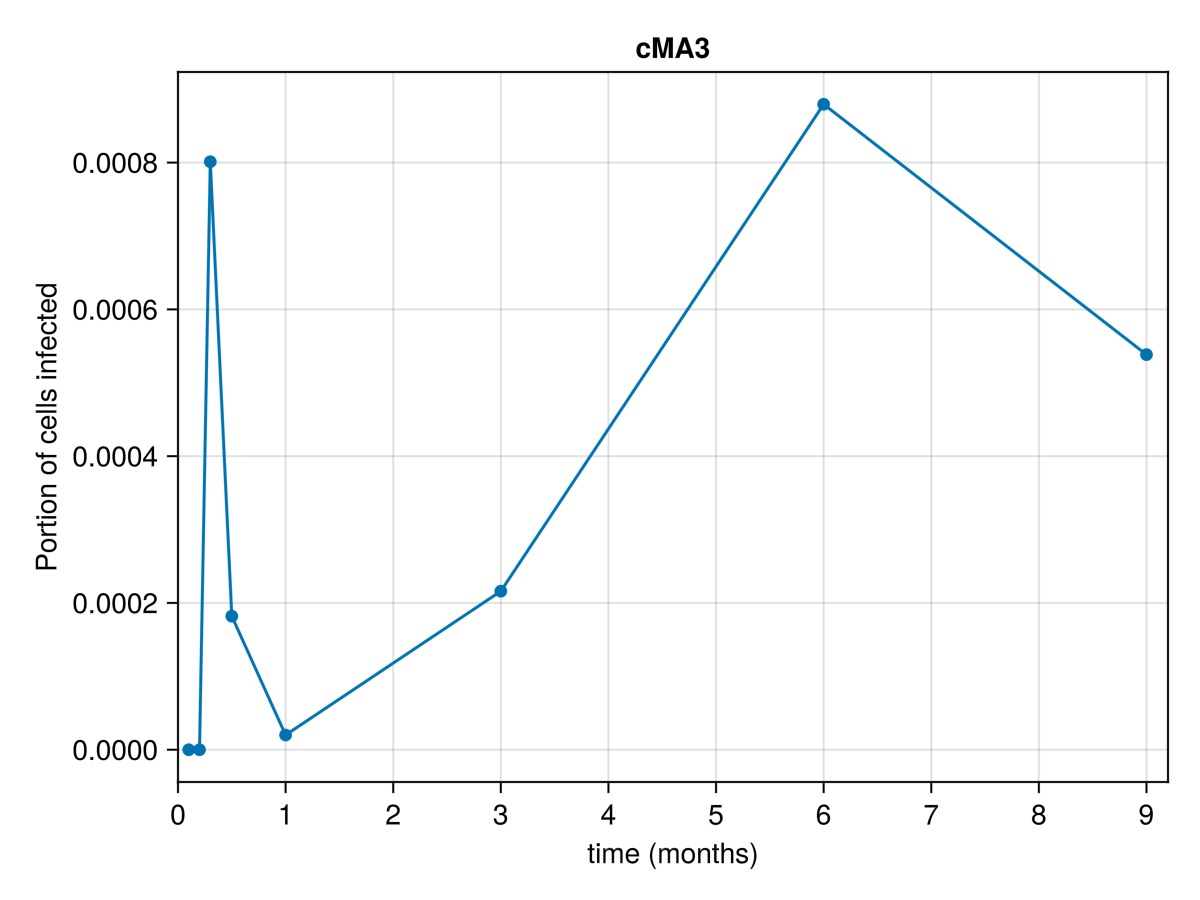 cMA3
Portion of cells infected
0.0008
0.0006
0.0004
0.0002
0.0000
0 1 2 3 4 5 6 7 8 9
time (months)